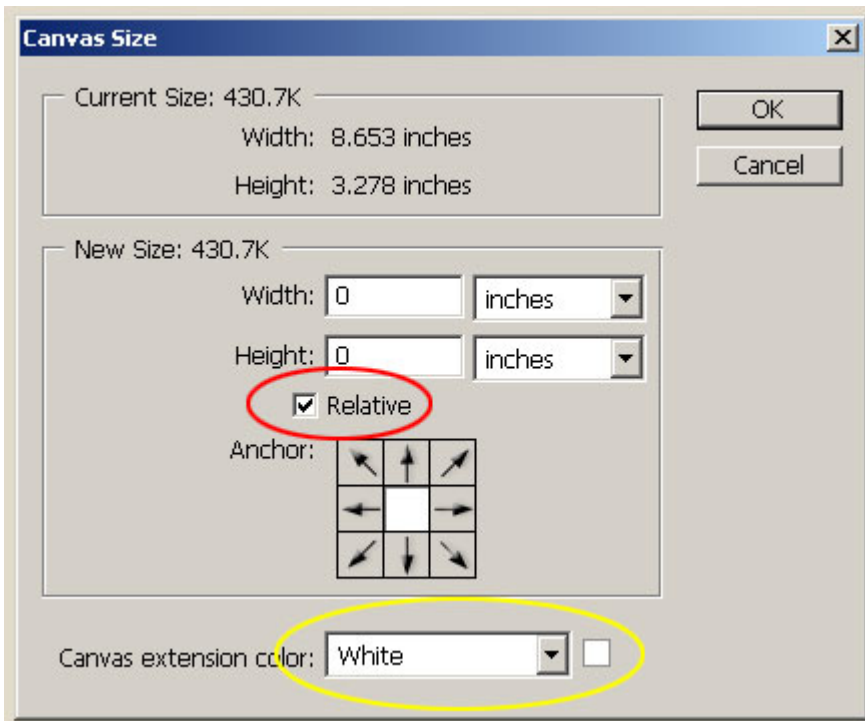 Canvas Size
Current Size: 430.7K
OK
Width: 8.653 inches
Cancel
Height: 3.278 inches
New Size: 430.7K
Width: 0 inches
Height: 0 inches
Relative
Anchor:
Canvas extension color: White